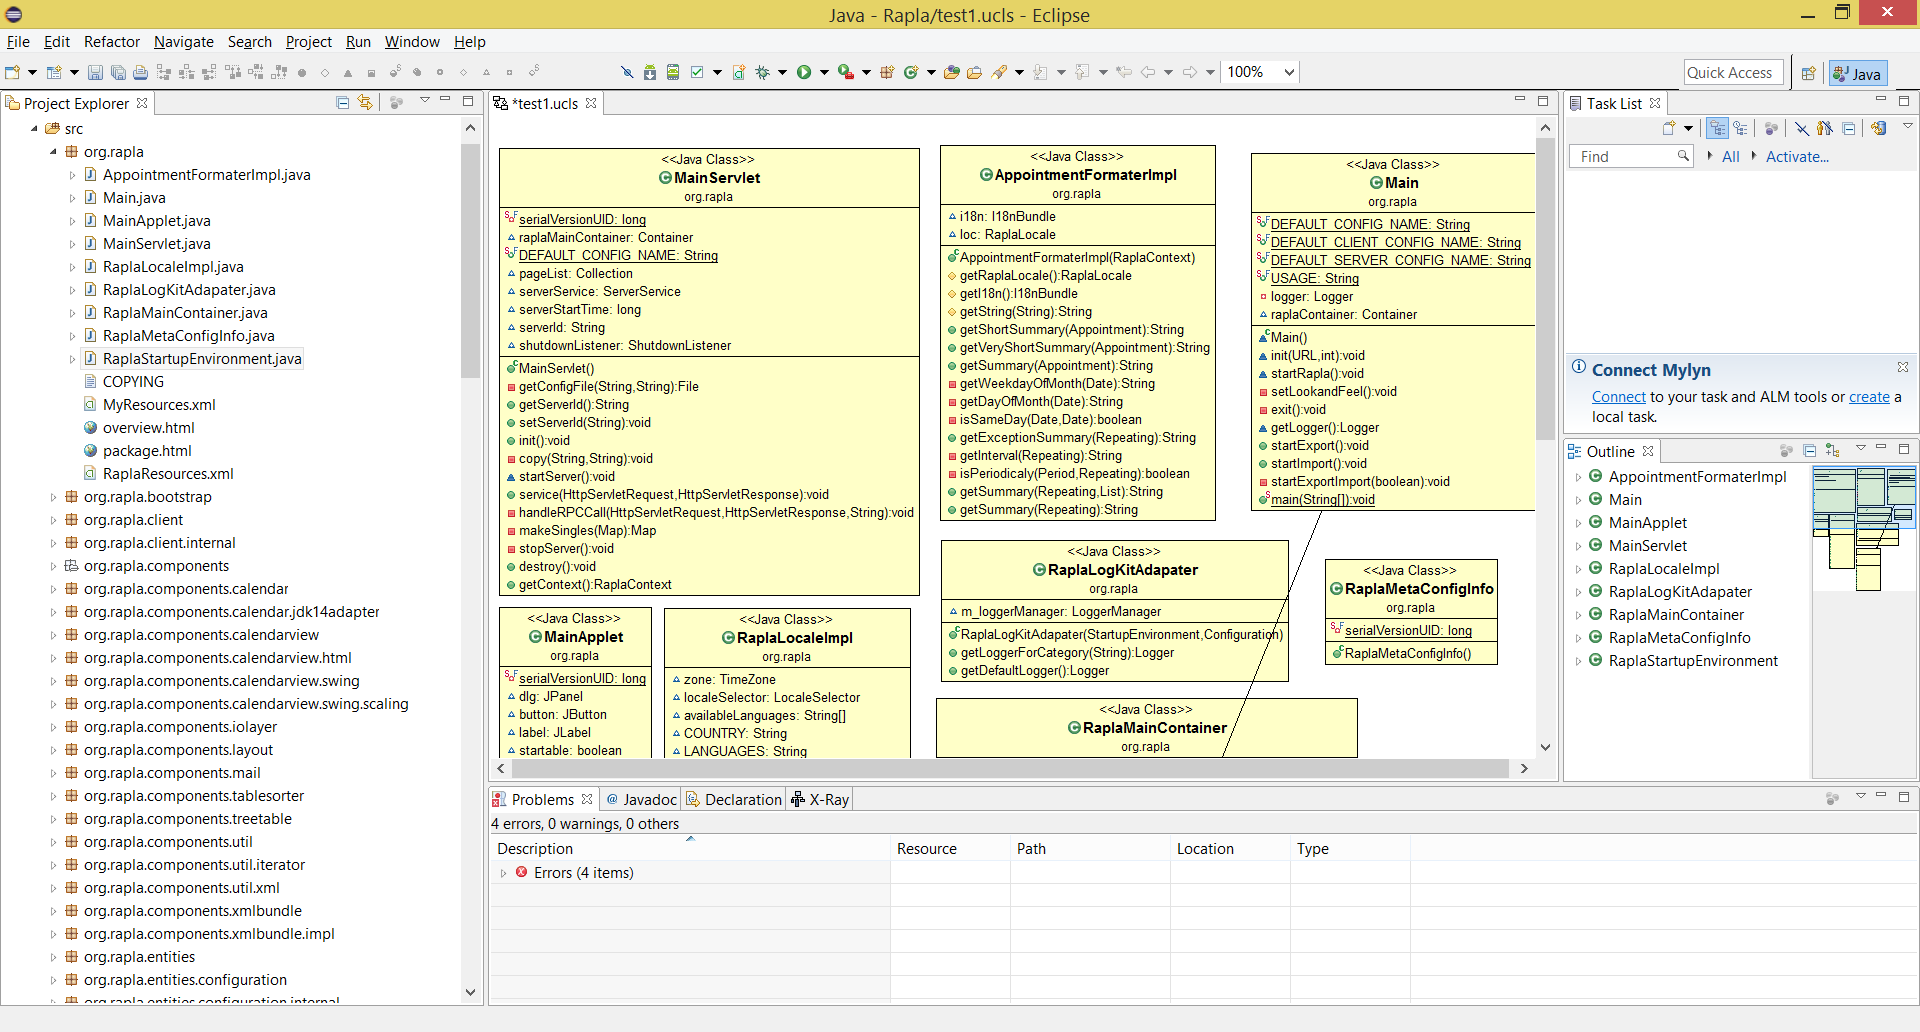 Java - Rapla/test1.ucls - Eclipse
File Edit Refactor Navigate Search Project Run Window Help
100%
Quick Access
Java
Project Explorer
src
org.rapla
AppointmentFormaterImpl.java
Main.java
MainApplet.java
MainServlet.java
RaplaLocaleImpl.java
RaplaLogKitAdapater.java
RaplaMainContainer.java
RaplaMetaConfigInfo.java
RaplaStartupEnvironment.java
COPYING
MyResources.xml
overview.html
package.html
RaplaResources.xml
org.rapla.bootstrap
org.rapla.client
org.rapla.client.internal
org.rapla.components
org.rapla.components.calendar
org.rapla.components.calendar.jdk14adapter
org.rapla.components.calendarview
org.rapla.components.calendarview.html
org.rapla.components.calendarview.swing
org.rapla.components.calendarview.swing.scaling
org.rapla.components.iolayer
org.rapla.components.layout
org.rapla.components.mail
org.rapla.components.tablesorter
org.rapla.components.treetable
org.rapla.components.util
org.rapla.components.util.iterator
org.rapla.components.util.xml
org.rapla.components.xmlbundle
org.rapla.components.xmlbundle.impl
org.rapla.entities
org.rapla.entities.configuration
org.rapla.entities.configuration.internal
*test1.ucls
<<Java Class>>
MainServlet
org.rapla
serialVersionUID: long
raplaMainContainer: Container
DEFAULT_CONFIG_NAME: String
pageList: Collection
serverService: ServerService
serverStartTime: long
serverId: String
shutdownListener: ShutdownListener
MainServlet()
getConfigFile(String,String):File
getServerId():String
setServerId(String):void
init():void
copy(String,String):void
startServer():void
service(HttpServletRequest,HttpServletResponse):void
handleRPCCall(HttpServletRequest,HttpServletResponse,String):void
makeSingles(Map):Map
stopServer():void
destroy():void
getContext():RaplaContext
<<Java Class>>
AppointmentFormaterImpl
org.rapla
i18n: I18nBundle
loc: RaplaLocale
AppointmentFormaterImpl(RaplaContext)
getRaplaLocale():RaplaLocale
getI18n():I18nBundle
getString(String):String
getShortSummary(Appointment):String
getVeryShortSummary(Appointment):String
getSummary(Appointment):String
getWeekdayOfMonth(Date):String
getDayOfMonth(Date):String
isSameDay(Date,Date):boolean
getExceptionSummary(Repeating):String
getInterval(Repeating):String
isPeriodicaly(Period,Repeating):boolean
getSummary(Repeating,List):String
getSummary(Repeating):String
<<Java Class>>
Main
org.rapla
DEFAULT_CONFIG_NAME: String
DEFAULT_CLIENT_CONFIG_NAME: String
DEFAULT_SERVER_CONFIG_NAME: String
USAGE: String
logger: Logger
raplaContainer: Container
Main()
init(URL,int):void
startRapla():void
setLookandFeel():void
exit():void
getLogger():Logger
startExport():void
startImport():void
startExportImport(boolean):void
main(String[]):void
<<Java Class>>
MainApplet
org.rapla
serialVersionUID: long
dlg: JPanel
button: JButton
label: JLabel
startable: boolean
<<Java Class>>
RaplaLocaleImpl
org.rapla
zone: TimeZone
localeSelector: LocaleSelector
availableLanguages: String[]
COUNTRY: String
LANGUAGES: String
<<Java Class>>
RaplaLogKitAdapater
org.rapla
m_loggerManager: LoggerManager
RaplaLogKitAdapater(StartupEnvironment,Configuration)
getLoggerForCategory(String):Logger
getDefaultLogger():Logger
<<Java Class>>
RaplaMetaConfigInfo
org.rapla
serialVersionUID: long
RaplaMetaConfigInfo()
<<Java Class>>
RaplaMainContainer
org.rapla
Problems @ Javadoc Declaration X-Ray
4 errors, 0 warnings, 0 others
Description Resource Path Location Type
Errors (4 items)
Task List
Find All Activate...
Connect Mylyn
Connect to your task and ALM tools or create a
local task.
Outline
AppointmentFormaterImpl
Main
MainApplet
MainServlet
RaplaLocaleImpl
RaplaLogKitAdapater
RaplaMainContainer
RaplaMetaConfigInfo
RaplaStartupEnvironment